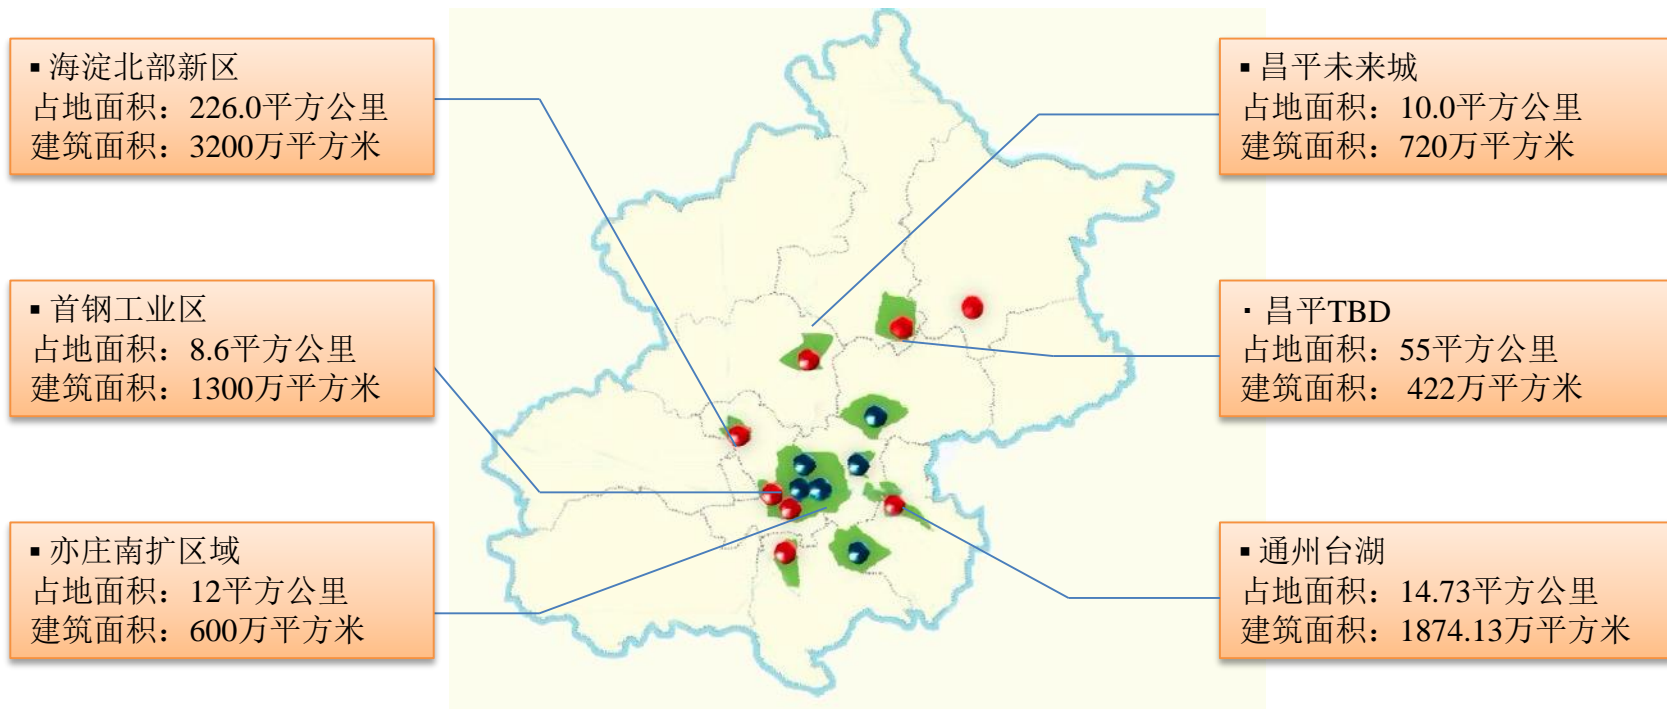 ▪ 海淀北部新区
占地面积：226.0平方公里
建筑面积：3200万平方米
▪ 首钢工业区
占地面积：8.6平方公里
建筑面积：1300万平方米
▪ 亦庄南扩区域
占地面积：12平方公里
建筑面积：600万平方米
▪ 昌平未来城
占地面积：10.0平方公里
建筑面积：720万平方米
· 昌平TBD
占地面积：55平方公里
建筑面积： 422万平方米
▪ 通州台湖
占地面积：14.73平方公里
建筑面积：1874.13万平方米